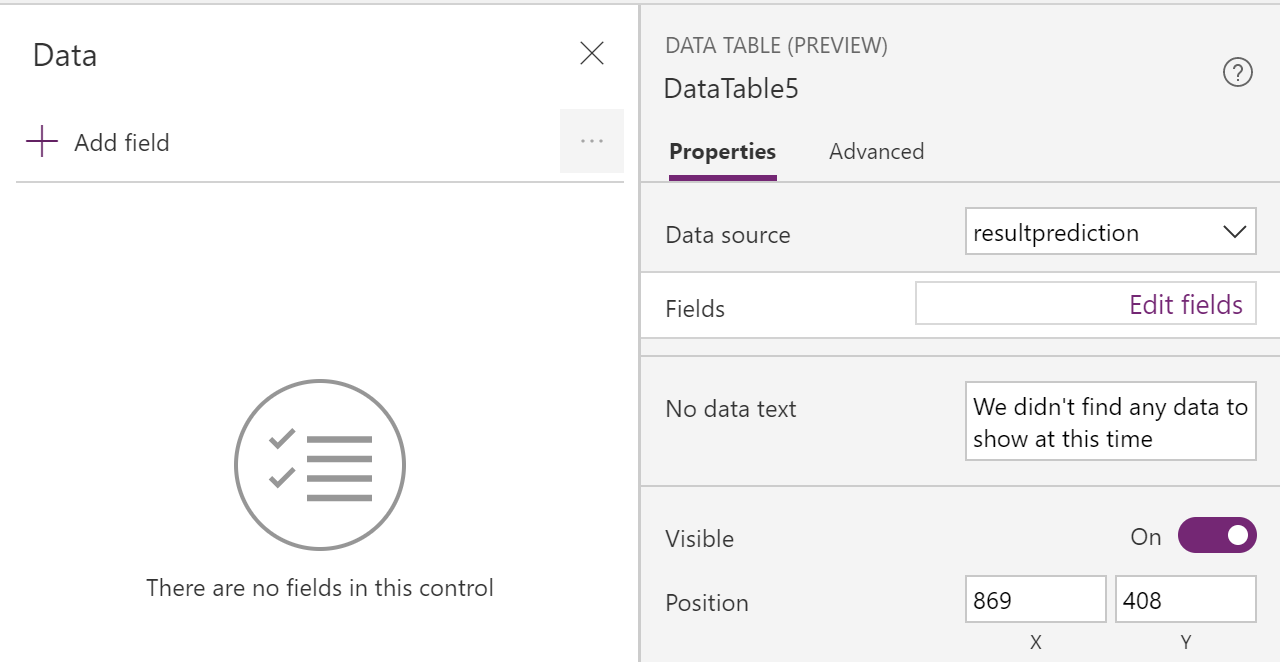 Data
Add field
...
There are no fields in this control
DATA TABLE (PREVIEW)
DataTable5
?
Properties
Advanced
Data source
resultprediction
Fields
Edit fields
No data text
We didn't find any data to
show at this time
Visible
On
Position
869
408
X
Y